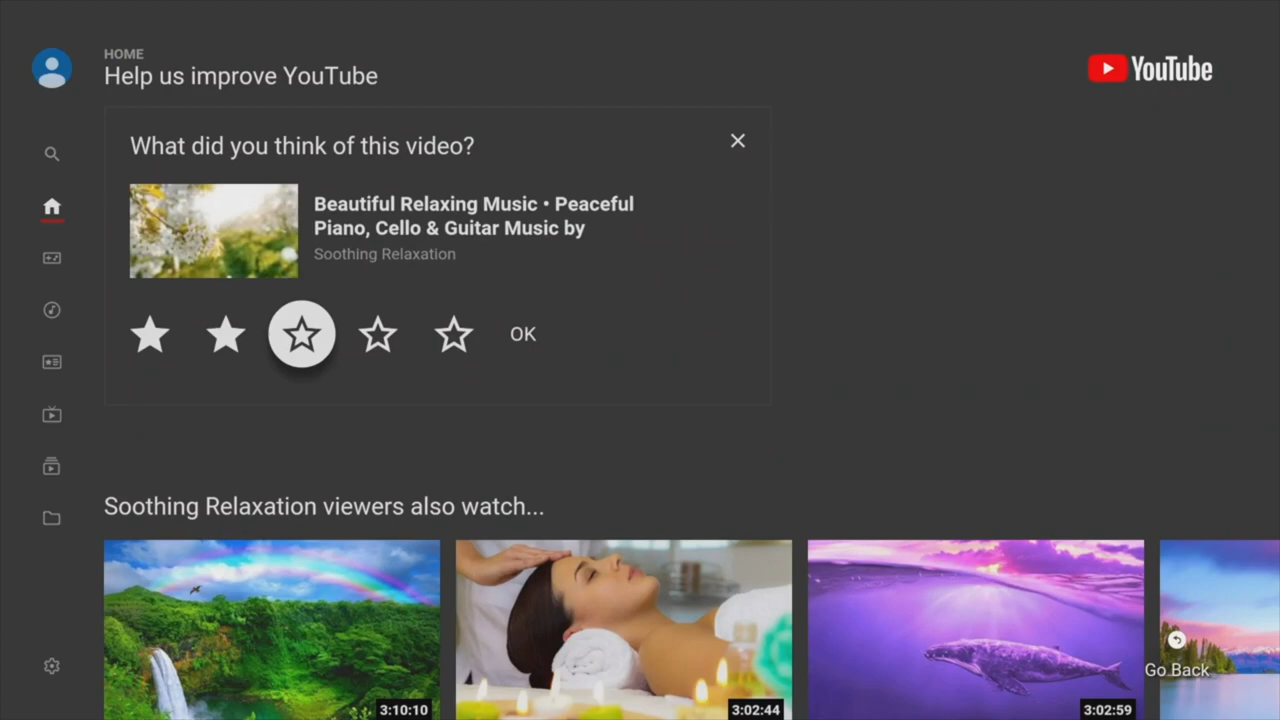 HOME
Help us improve YouTube
YouTube
What did you think of this video?
Beautiful Relaxing Music • Peaceful
Piano, Cello & Guitar Music by
Soothing Relaxation
OK
Soothing Relaxation viewers also watch...
3:10:10
3:02:44
3:02:59
Go Back